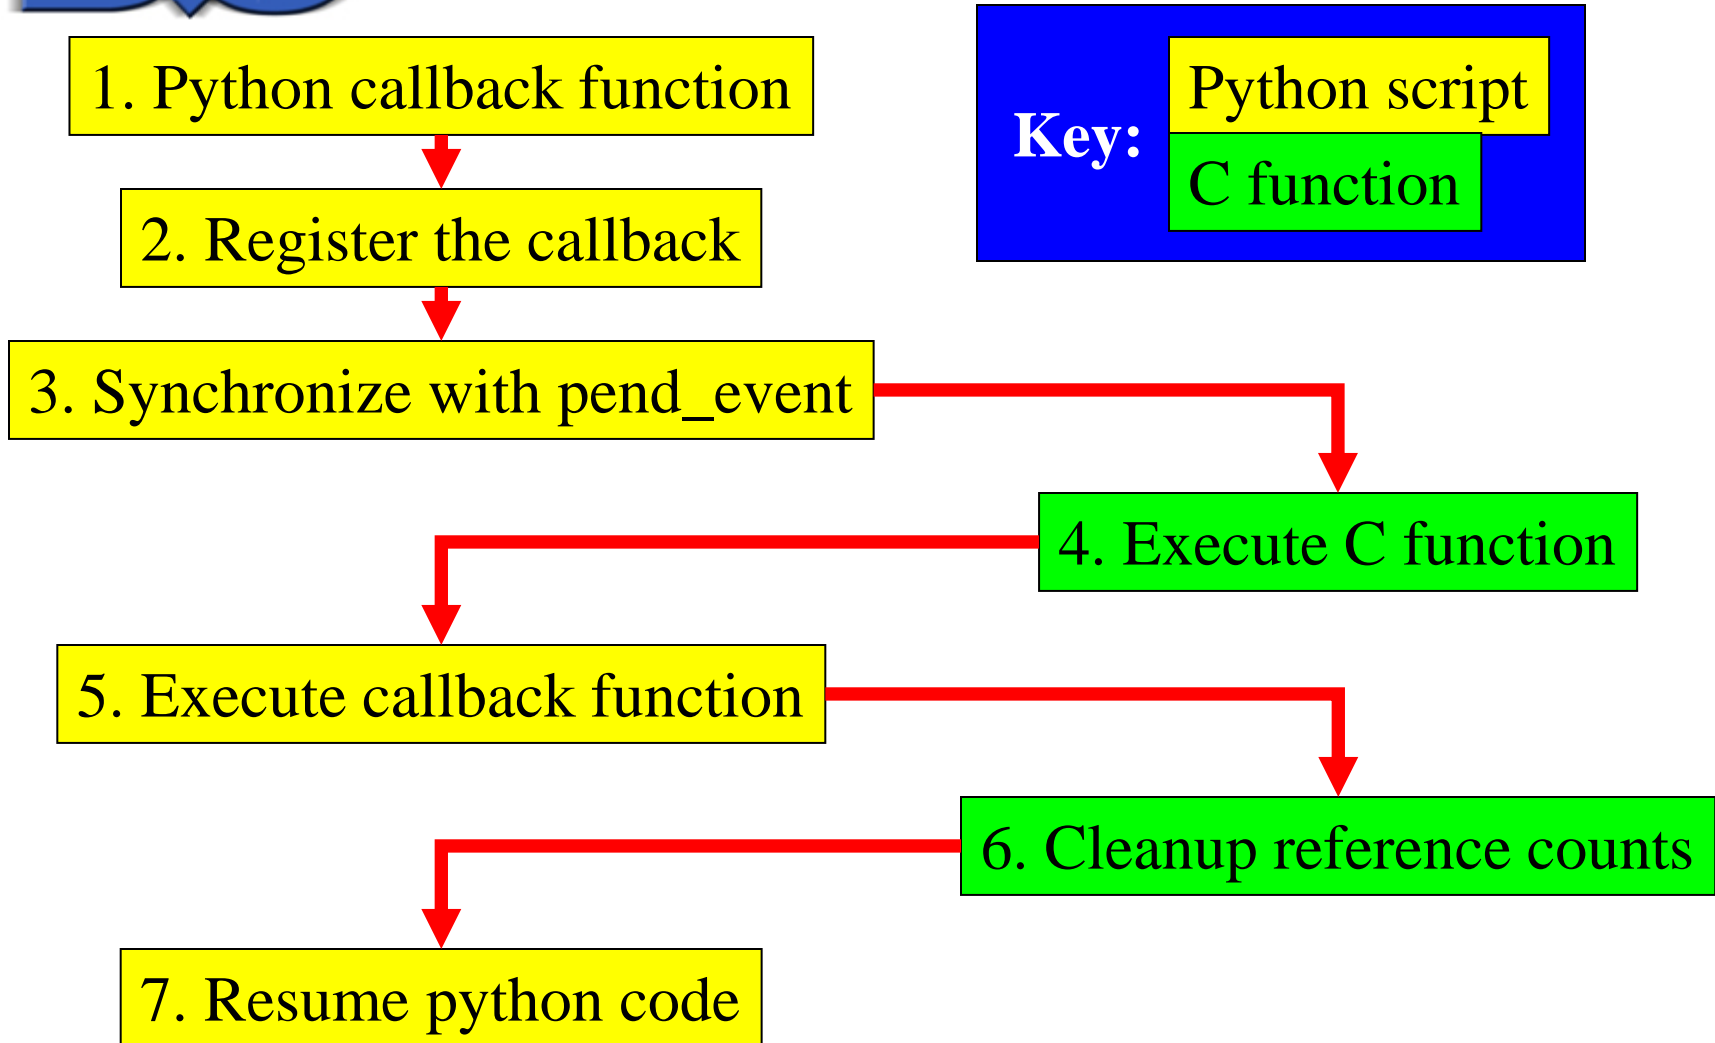 1. Python callback function
Key:
Python script
C function
2. Register the callback
3. Synchronize with pend_event
4. Execute C function
5. Execute callback function
6. Cleanup reference counts
7. Resume python code